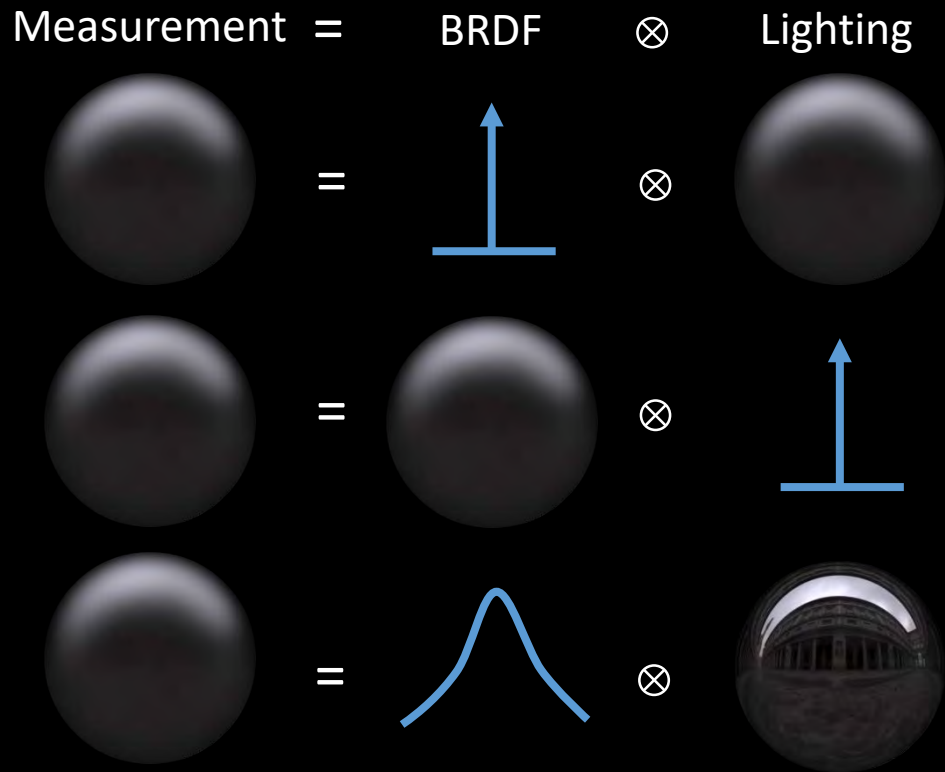 Measurement = BRDF ⊗ Lighting
= ⊗
= ⊗
= ⊗